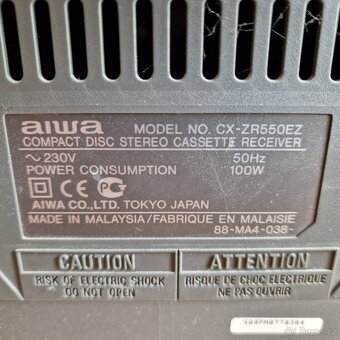 aiwa MODEL NO. CX-ZR550EZ
COMPACT DISC STEREO CASSETTE RECEIVER
~ 230V 50Hz
POWER CONSUMPTION 100W
CE
AIWA CO.,LTD. TOKYO JAPAN
MADE IN MALAYSIA/FABRIQUE EN MALAISIE
88-MA4-038-
CAUTION
RISK OF ELECTRIC SHOCK
DO NOT OPEN
ATTENTION
RISQUE DE CHOC ELECTRIQUE
NE PAS OUVRIR